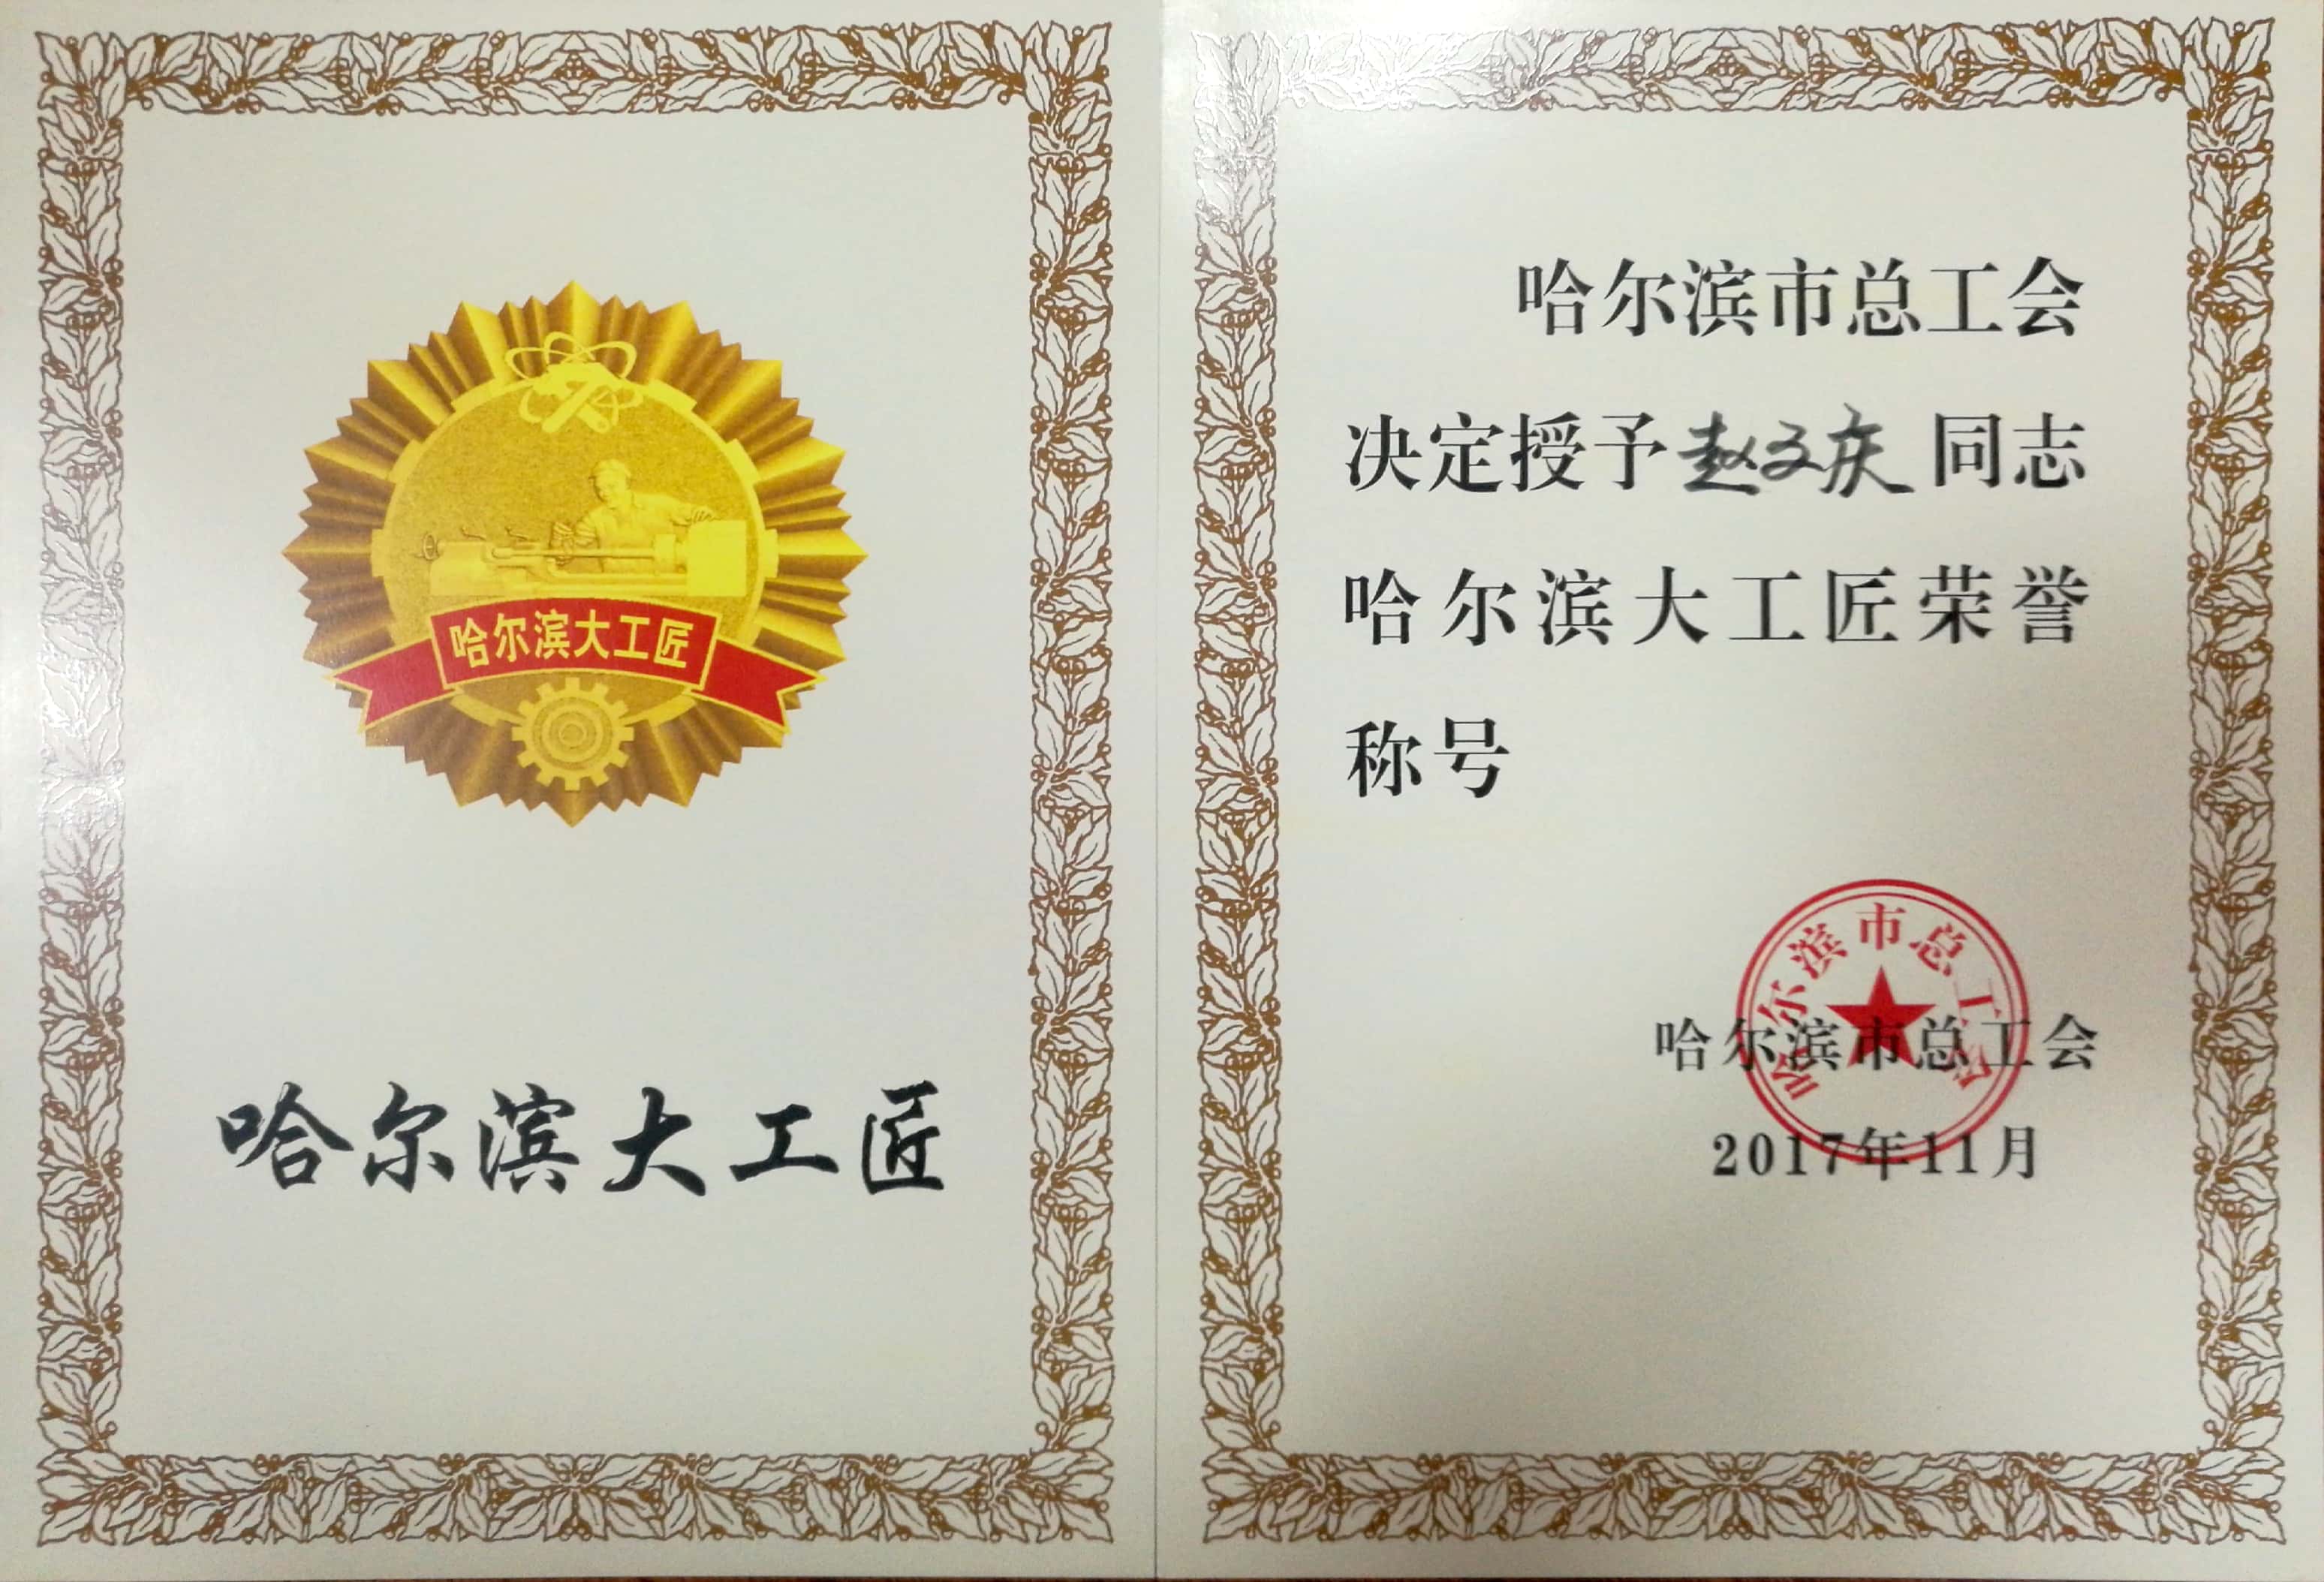 哈尔滨大工匠
哈尔滨大工匠
哈尔滨市总工会
决定授予赵文庆同志
哈尔滨大工匠荣誉
称号
哈尔滨市总工会
哈尔滨市总工会
2017年11月